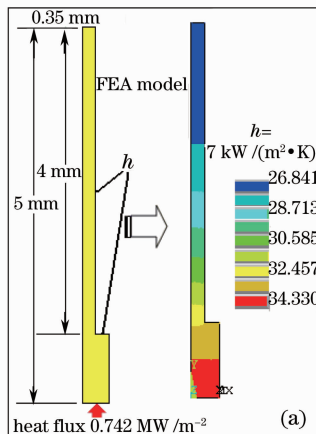 0.35 mm
FEA model
h
4 mm
5 mm
h=
7 kW/(m²•K)
26.841
28.713
30.585
32.457
34.330
heat flux 0.742 MW/m⁻²
(a)